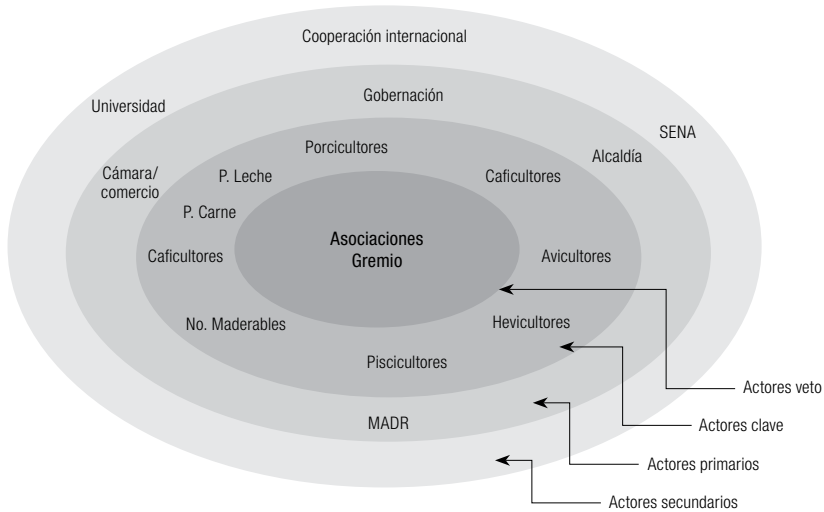 Cooperación internacional
Universidad
Gobernación
SENA
Porcicultores
Alcaldía
Cámara/
comercio
P. Leche
Caficultores
P. Carne
Asociaciones
Gremio
Caficultores
Avicultores
No. Maderables
Hevicultores
Piscicultores
Actores veto
MADR
Actores clave
Actores primarios
Actores secundarios